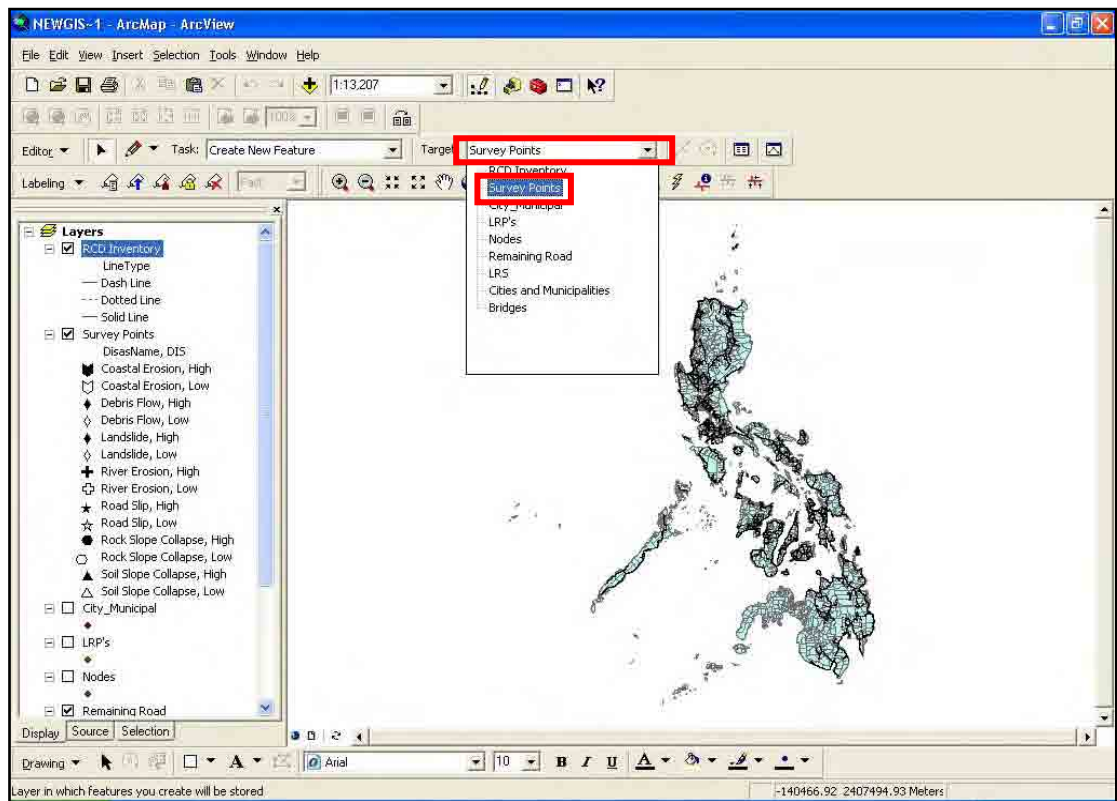 NEWGIS~1 - ArcMap - ArcView
File Edit View Insert Selection Tools Window Help
1:13,207
100%
Editor Task: Create New Feature Target Survey Points
Labeling Fast
RCD Inventory
Survey Points
City_Municipal
LRP's
Nodes
Remaining Road
LRS
Cities and Municipalities
Bridges
Layers
RCD Inventory
LineType
Dash Line
Dotted Line
Solid Line
Survey Points
DisasName, DIS
Coastal Erosion, High
Coastal Erosion, Low
Debris Flow, High
Debris Flow, Low
Landslide, High
Landslide, Low
River Erosion, High
River Erosion, Low
Road Slip, High
Road Slip, Low
Rock Slope Collapse, High
Rock Slope Collapse, Low
Soil Slope Collapse, High
Soil Slope Collapse, Low
City_Municipal
LRP's
Nodes
Remaining Road
Display Source Selection
Drawing A Arial 10 B I U A
Layer in which features you create will be stored -140466.92 2407494.93 Meters